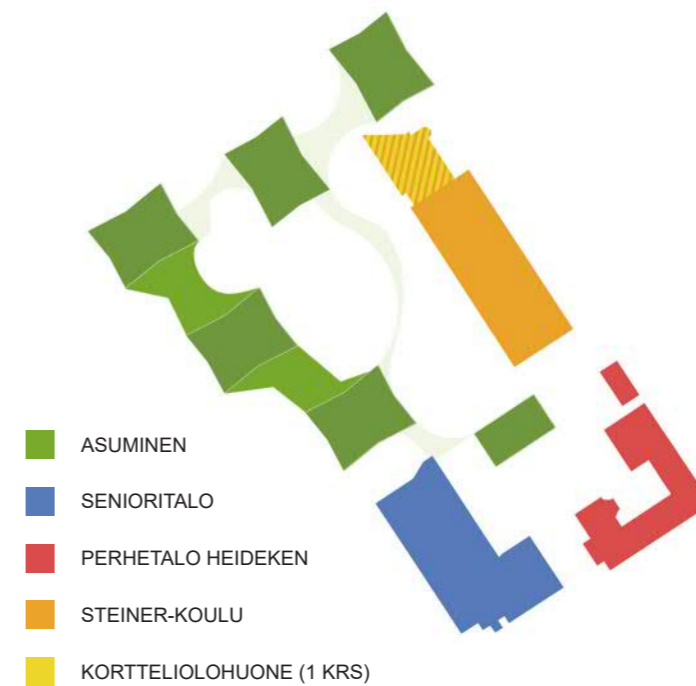 ASUMINEN
SENIORITALO
PERHETALO HEIDEKEN
STEINER-KOULU
KORTTELIOLOHUONE (1 KRS)